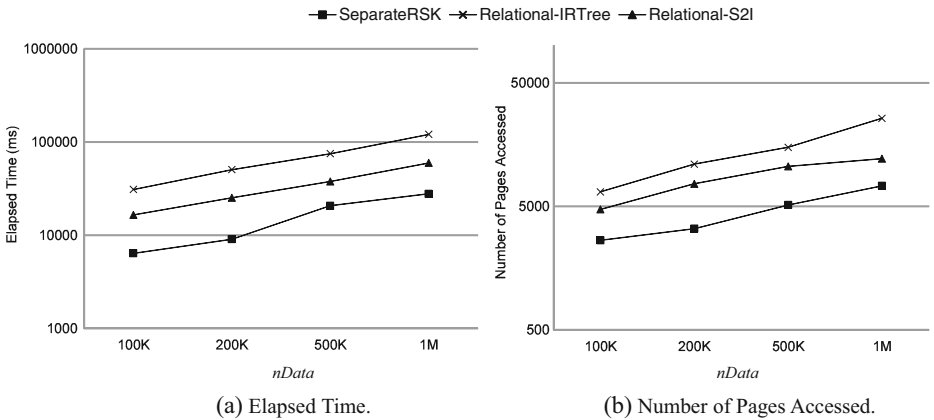 SeparateRSK Relational-IRTree Relational-S2I
1000000
100000
10000
1000
Elapsed Time (ms)
100K 200K 500K 1M
nData
(a) Elapsed Time.
50000
5000
500
Number of Pages Accessed
100K 200K 500K 1M
nData
(b) Number of Pages Accessed.